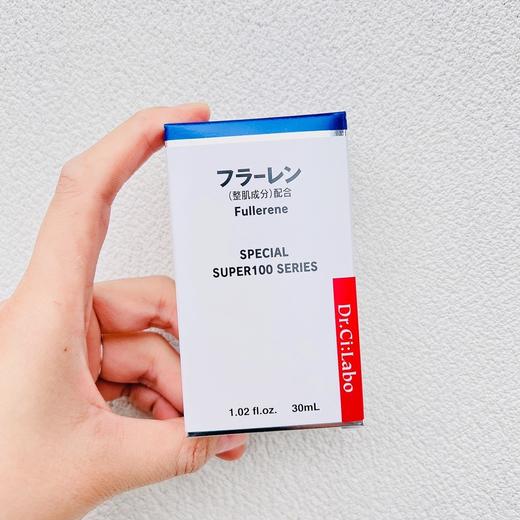 フラーレン
(整肌成分)配合
Fullerene
SPECIAL
SUPER100 SERIES
Dr.Ci:Labo
1.02 fl.oz. 30mL